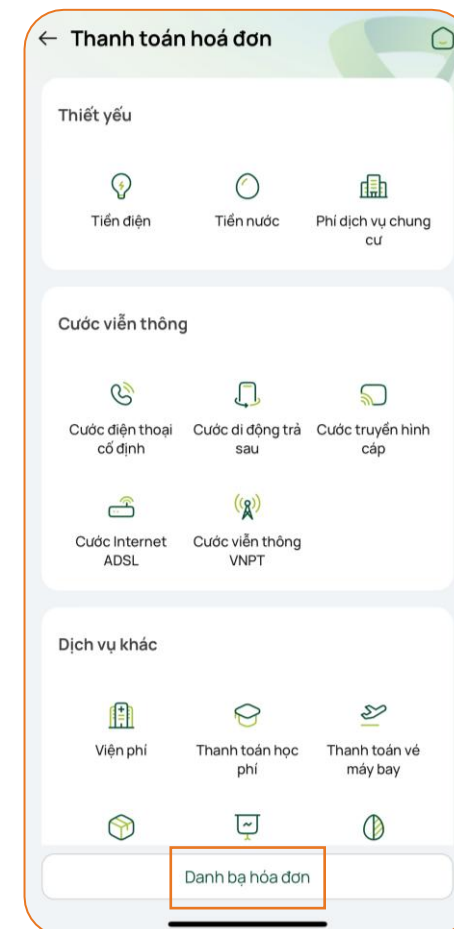 Thanh toán hoá đơn
Thiết yếu
Tiền điện
Tiền nước
Phí dịch vụ chung
cư
Cước viễn thông
Cước điện thoại
cố định
Cước di động trả
sau
Cước truyền hình
cáp
Cước Internet
ADSL
Cước viễn thông
VNPT
Dịch vụ khác
Viện phí
Thanh toán học
phí
Thanh toán vé
máy bay
Danh bạ hóa đơn